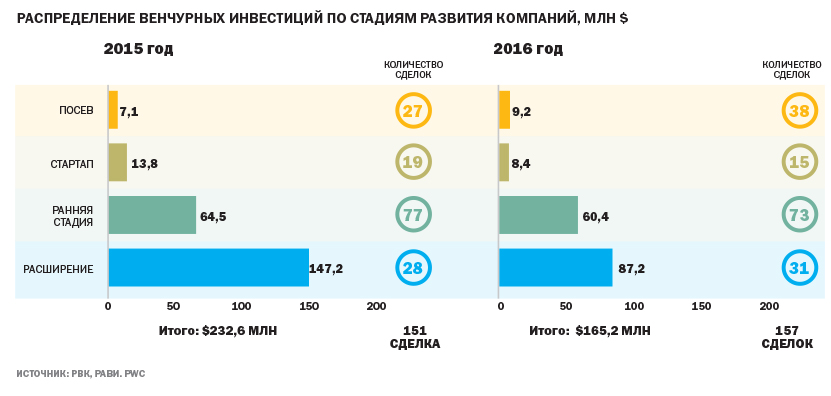 РАСПРЕДЕЛЕНИЕ ВЕНЧУРНЫХ ИНВЕСТИЦИЙ ПО СТАДИЯМ РАЗВИТИЯ КОМПАНИЙ, МЛН $
2015 год
КОЛИЧЕСТВО
СДЕЛОК
2016 год
КОЛИЧЕСТВО
СДЕЛОК
ПОСЕВ
7,1
27
9,2
38
СТАРТАП
13,8
19
8,4
15
РАННЯЯ
СТАДИЯ
64,5
77
60,4
73
РАСШИРЕНИЕ
147,2
28
87,2
31
0 50 100 150 200
0 50 100 150 200
Итого: $232,6 МЛН
151
СДЕЛКА
Итого: $165,2 МЛН
157
СДЕЛОК
ИСТОЧНИК: РВК, РАВИ. PWC